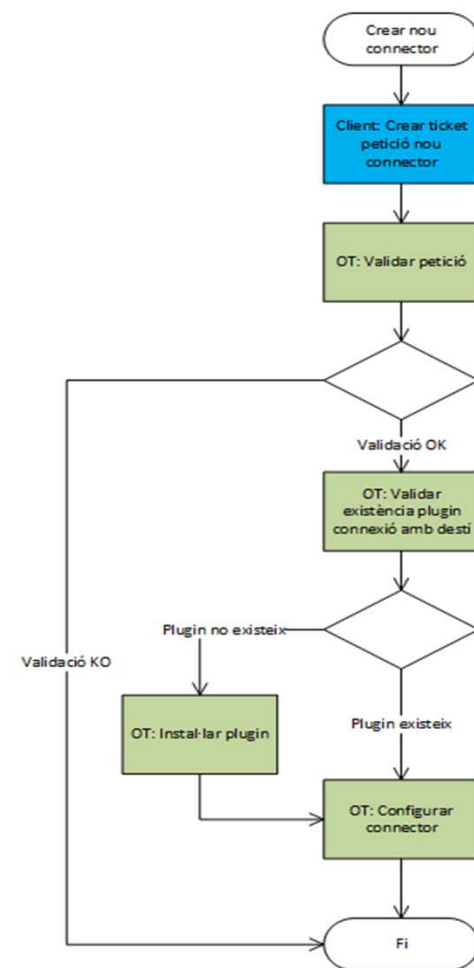 Crear nou
connector
Client: Crear ticket
petició nou
connector
OT: Validar petició
Validació OK
OT: Validar
existència plugin
connexió amb destí
Plugin no existeix
Validació KO
OT: Instal·lar plugin
Plugin existeix
OT: Configurar
connector
Fi